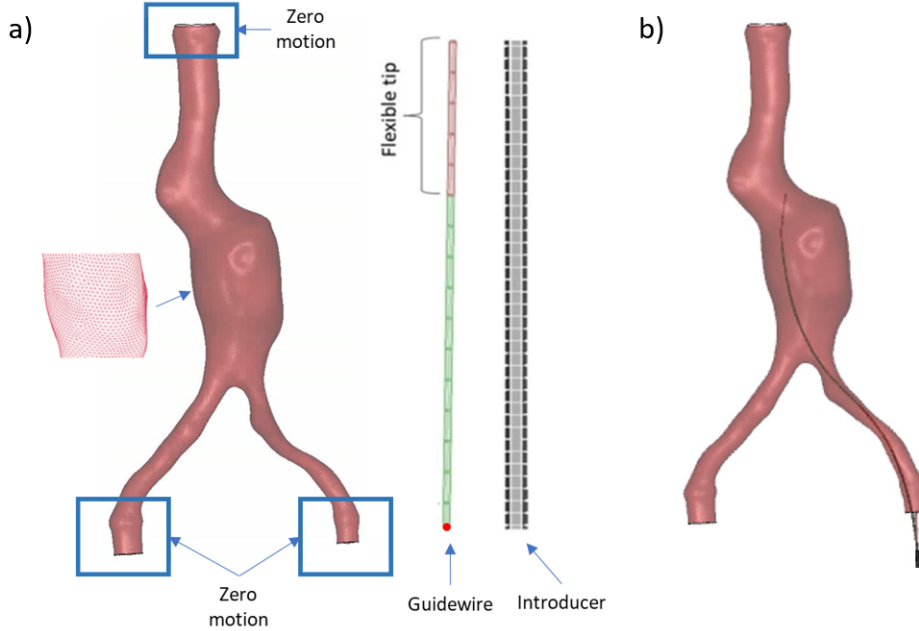 a)
Zero
motion
b)
Flexible tip
Zero
motion
Guidewire
Introducer